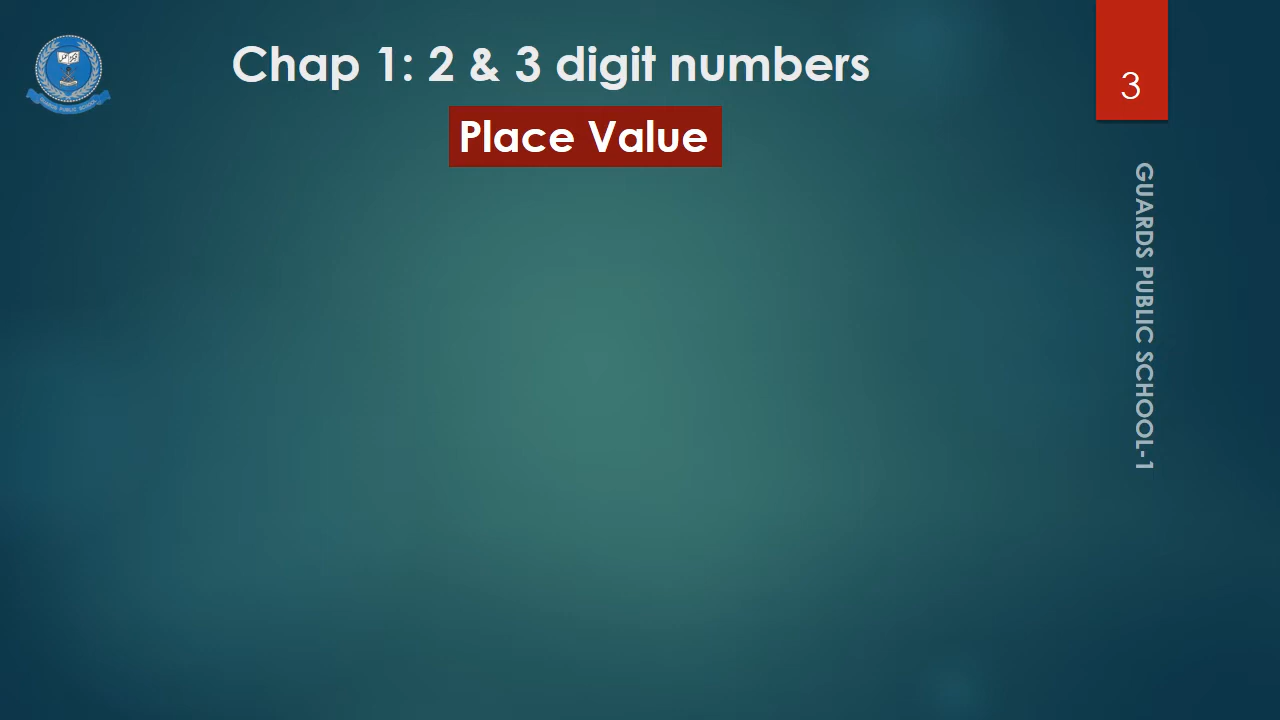 Chap 1: 2 & 3 digit numbers
Place Value
3
GUARDS PUBLIC SCHOOL-1